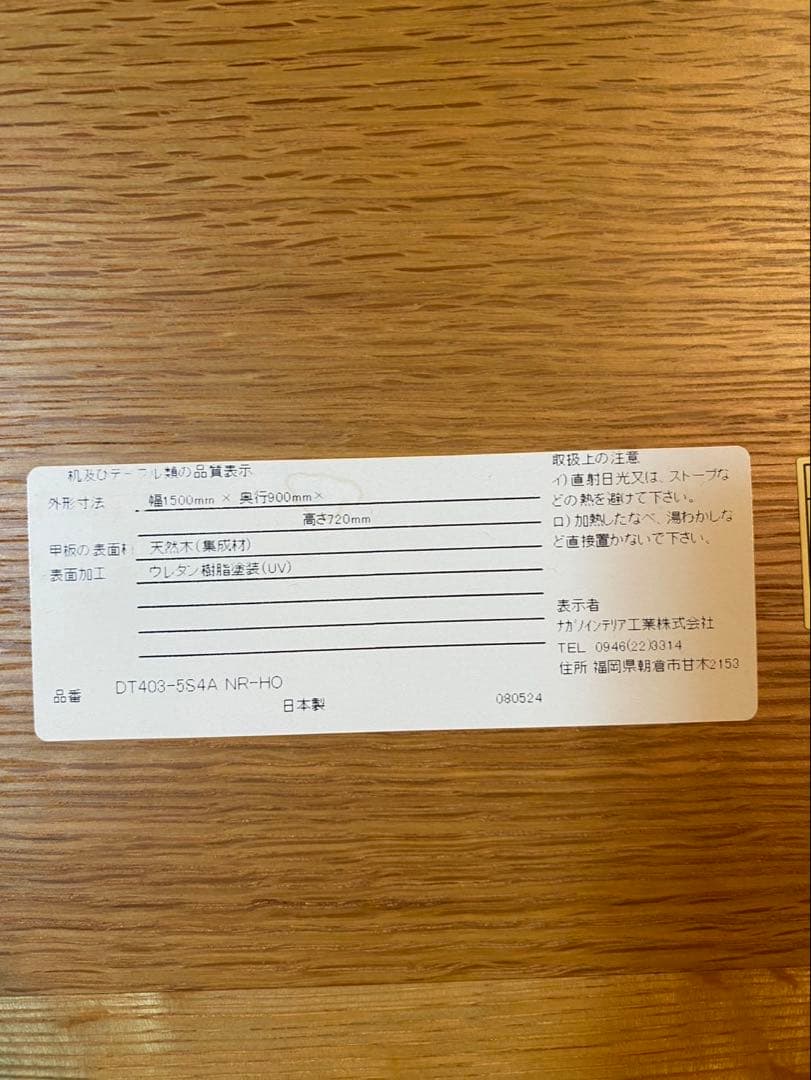 机及びテーブル類の品質表示
外形寸法 幅1500mm × 奥行900mm×
高さ720mm
甲板の表面材 天然木(集成材)
表面加工 ウレタン樹脂塗装(UV)
品番 DT403-5S4A NR-HO
日本製 080524
取扱上の注意
イ)直射日光又は、ストーブな
どの熱を避けて下さい。
ロ)加熱したなべ、湯わかしな
ど直接置かないで下さい。
表示者
ナガノインテリア工業株式会社
TEL 0946(22)3314
住所 福岡県朝倉市甘木2153